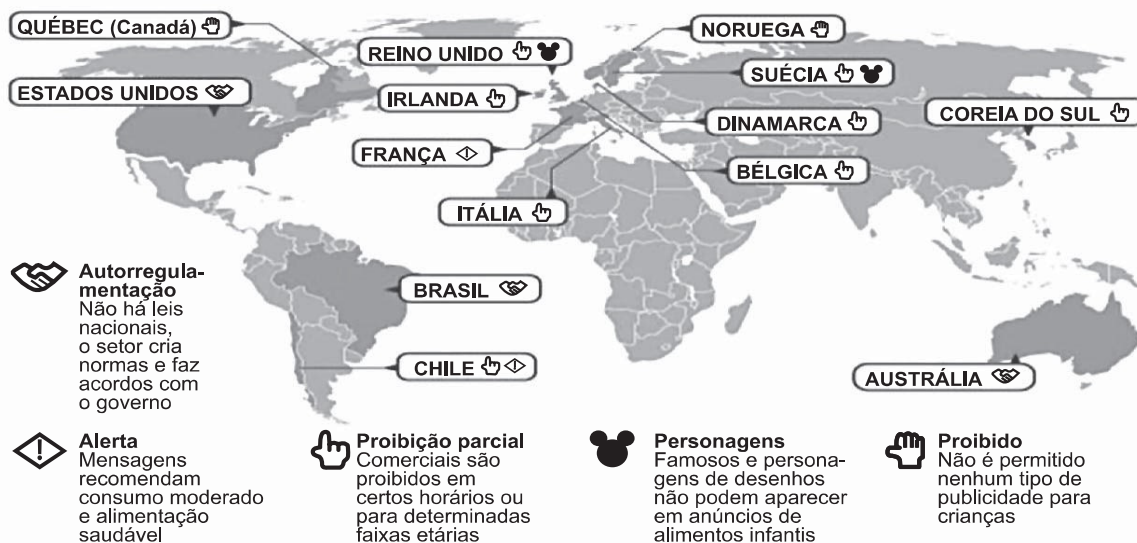 QUÉBEC (Canadá)
REINO UNIDO
NORUEGA
ESTADOS UNIDOS
IRLANDA
SUÉCIA
COREIA DO SUL
FRANÇA
DINAMARCA
BÉLGICA
ITÁLIA
BRASIL
CHILE
AUSTRÁLIA
Autorregula-
mentação
Não há leis
nacionais,
o setor cria
normas e faz
acordos com
o governo
Alerta
Mensagens
recomendam
consumo moderado
e alimentação
saudável
Proibição parcial
Comerciais são
proibidos em
certos horários ou
para determinadas
faixas etárias
Personagens
Famosos e persona-
gens de desenhos
não podem aparecer
em anúncios de
alimentos infantis
Proibido
Não é permitido
nenhum tipo de
publicidade para
crianças